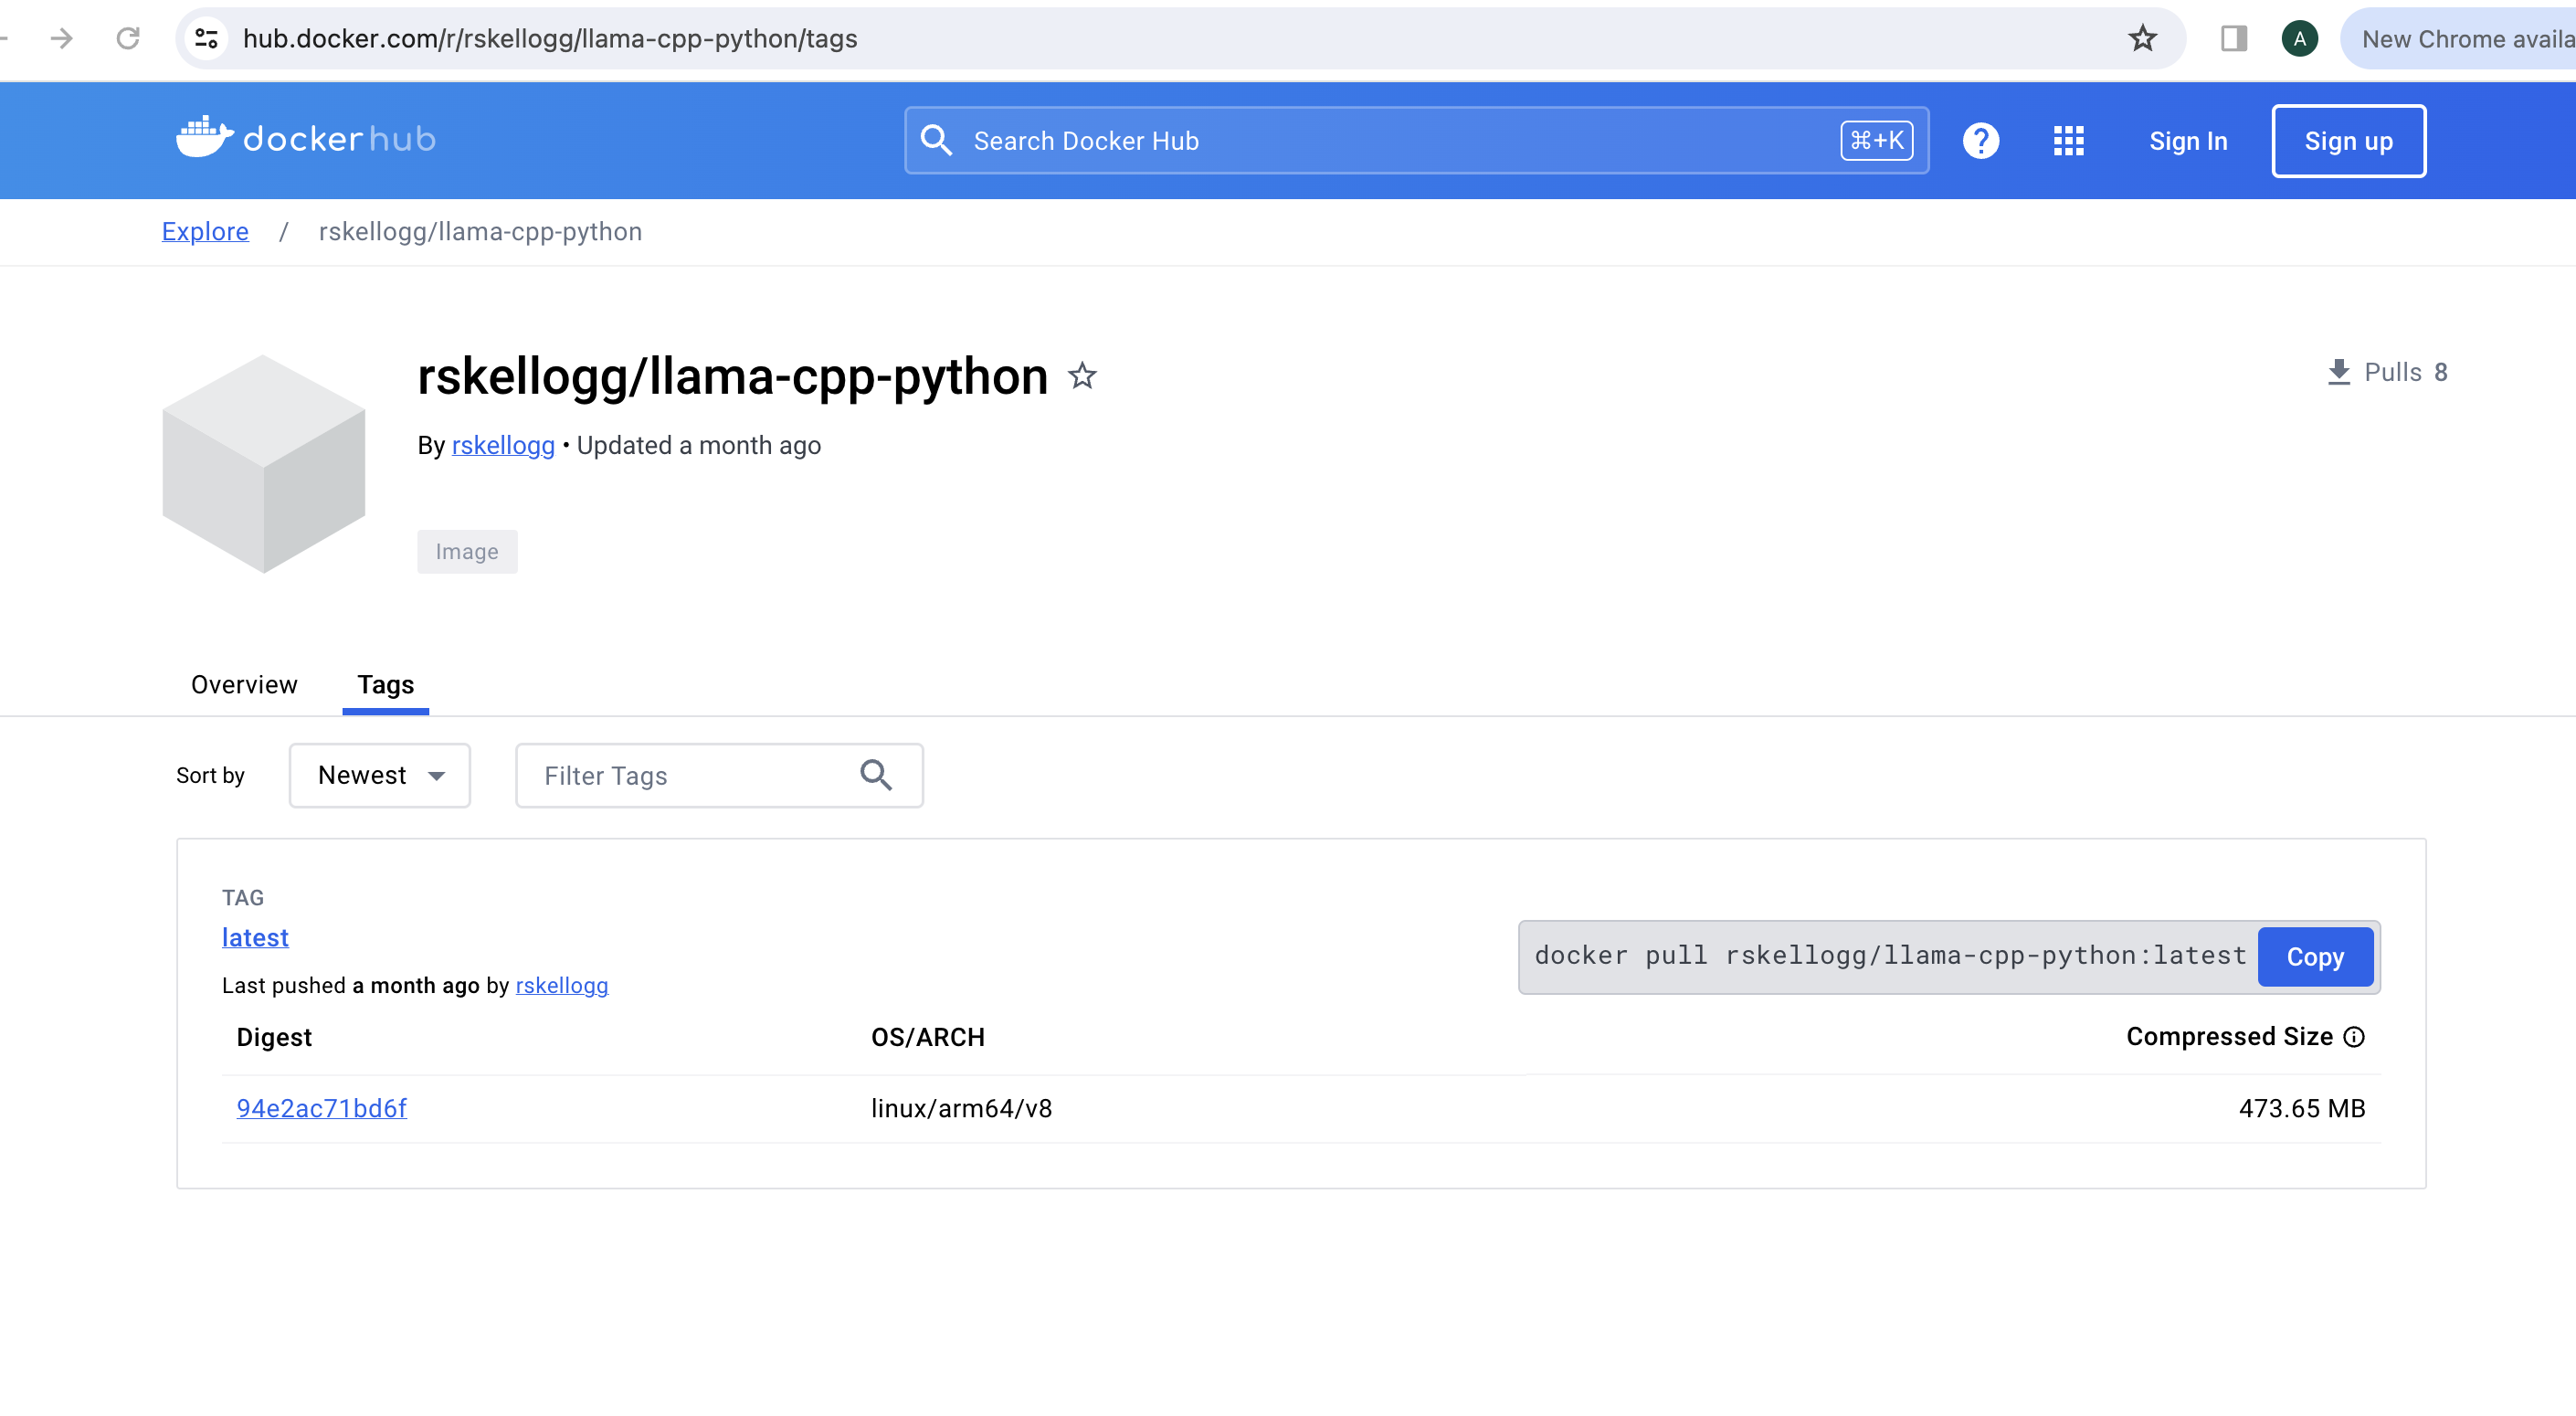 hub.docker.com/r/rskellogg/llama-cpp-python/tags
A
New Chrome availa
docker hub
Search Docker Hub
⌘+K
?
Sign In
Sign up
Explore / rskellogg/llama-cpp-python
rskellogg/llama-cpp-python
Pulls 8
By rskellogg • Updated a month ago
Image
Overview
Tags
Sort by
Newest
Filter Tags
TAG
latest
docker pull rskellogg/llama-cpp-python:latest
Copy
Last pushed a month ago by rskellogg
Digest
OS/ARCH
Compressed Size
94e2ac71bd6f
linux/arm64/v8
473.65 MB